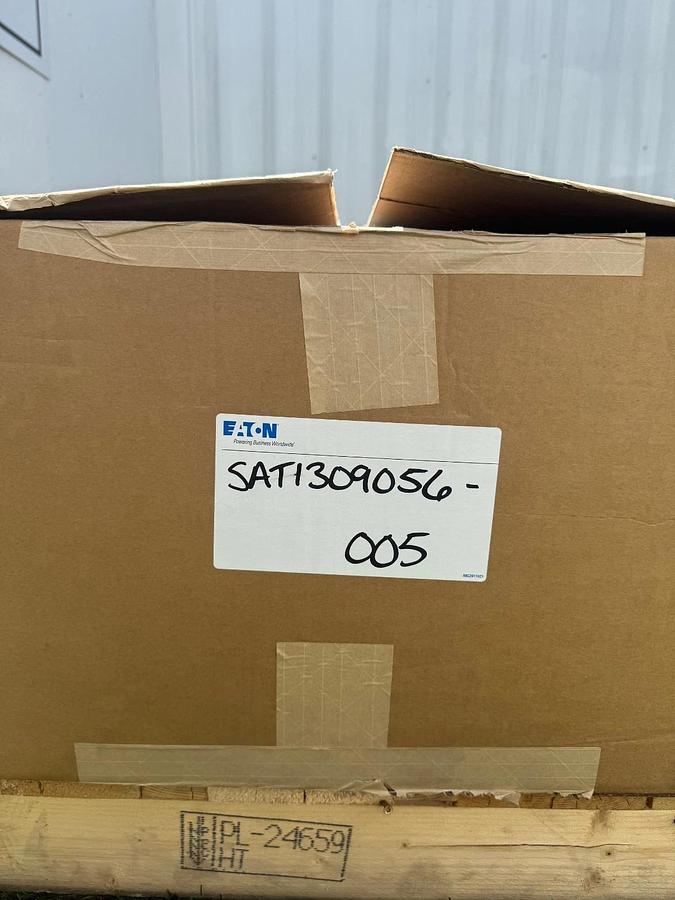 EATON
Powering Business Worldwide
SAT1309056-
005
PL-24659
HT